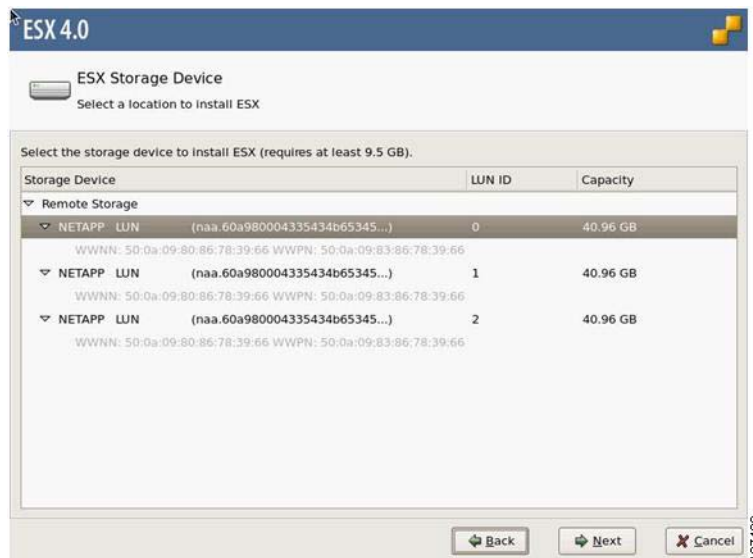 ESX 4.0
ESX Storage Device
Select a location to install ESX
Select the storage device to install ESX (requires at least 9.5 GB).
Storage Device LUN ID Capacity
Remote Storage
NETAPP LUN (naa.60a980004335434b65345...) 0 40.96 GB
WWNN: 50:0a:09:80:86:78:39:66 WWPN: 50:0a:09:83:86:78:39:66
NETAPP LUN (naa.60a980004335434b65345...) 1 40.96 GB
WWNN: 50:0a:09:80:86:78:39:66 WWPN: 50:0a:09:83:86:78:39:66
NETAPP LUN (naa.60a980004335434b65345...) 2 40.96 GB
WWNN: 50:0a:09:80:86:78:39:66 WWPN: 50:0a:09:83:86:78:39:66
Back Next Cancel